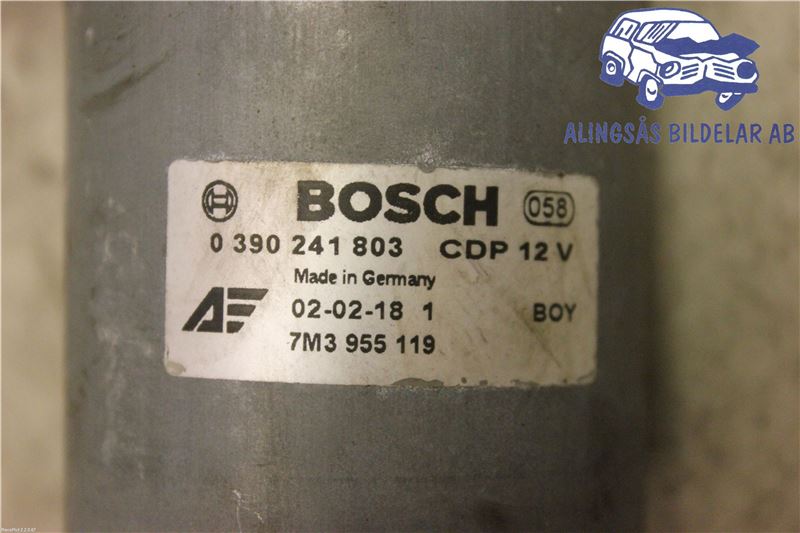 ALINGSÅS BILDELAR AB
BOSCH 058
0 390 241 803 CDP 12 V
Made in Germany
02-02-18 1 BOY
7M3 955 119